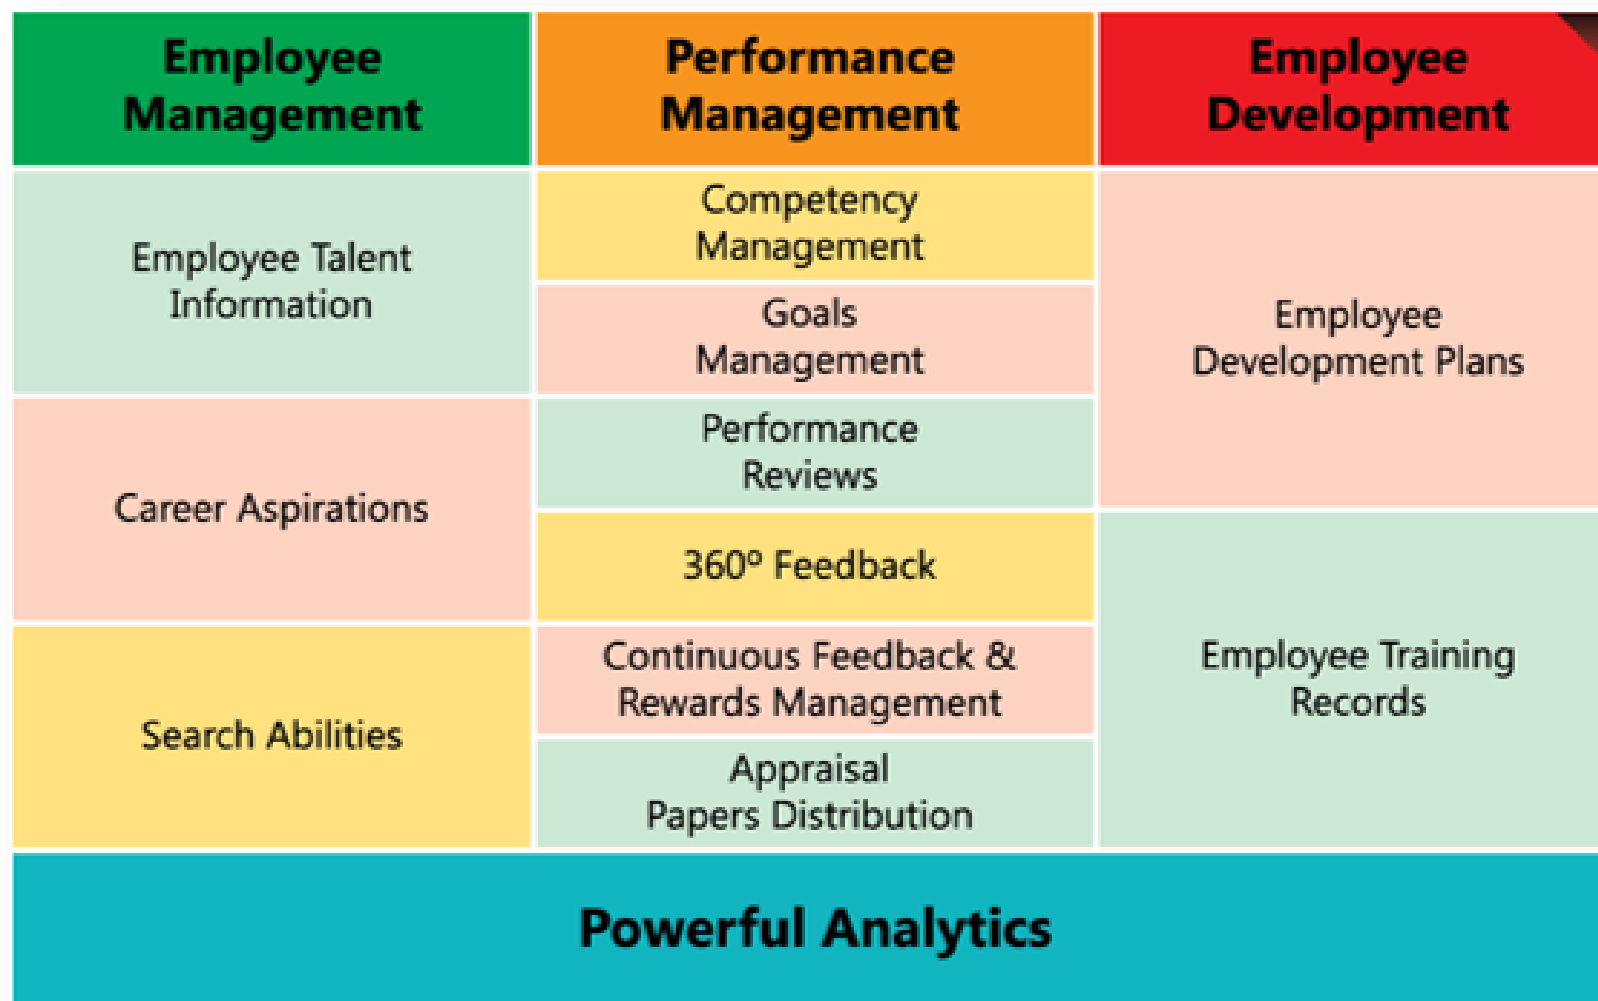 Employee
Management
Performance
Management
Employee
Development
Employee Talent
Information
Career Aspirations
Search Abilities
Competency
Management
Goals
Management
Performance
Reviews
360º Feedback
Continuous Feedback &
Rewards Management
Appraisal
Papers Distribution
Employee
Development Plans
Employee Training
Records
Powerful Analytics